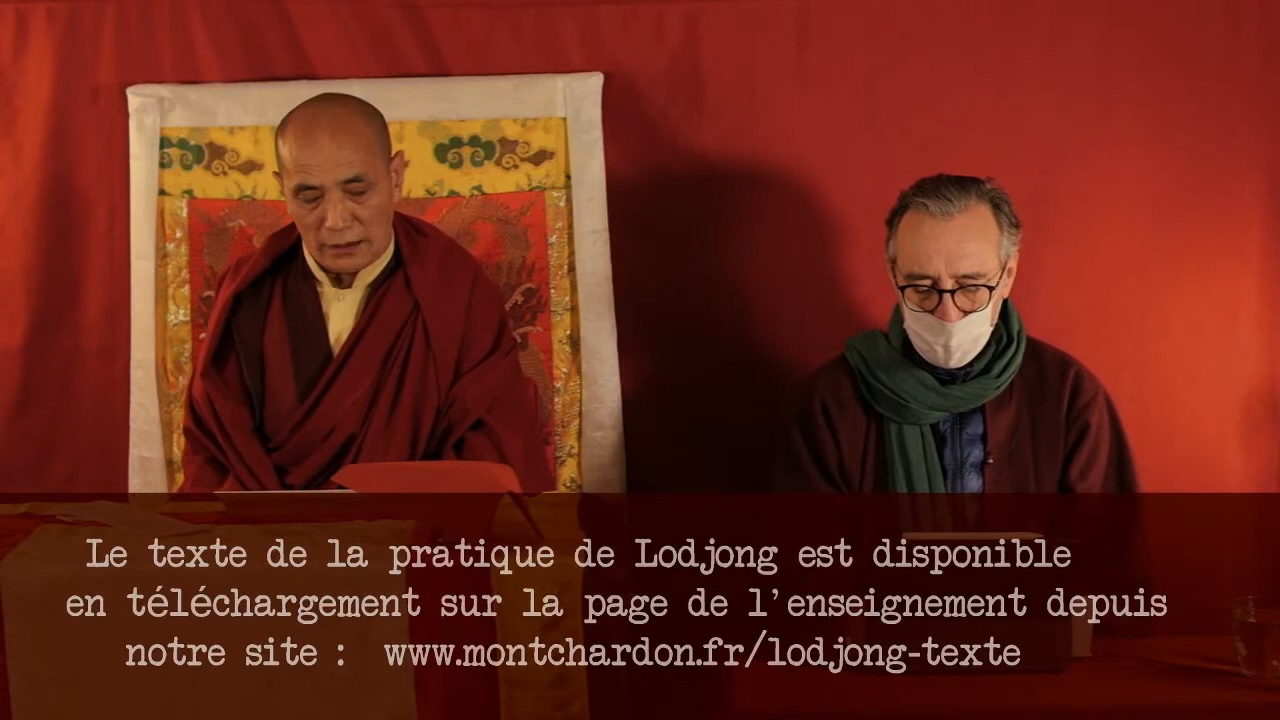 Le texte de la pratique de Lodjong est disponible
en téléchargement sur la page de l'enseignement depuis
notre site : www.montchardon.fr/lodjong-texte